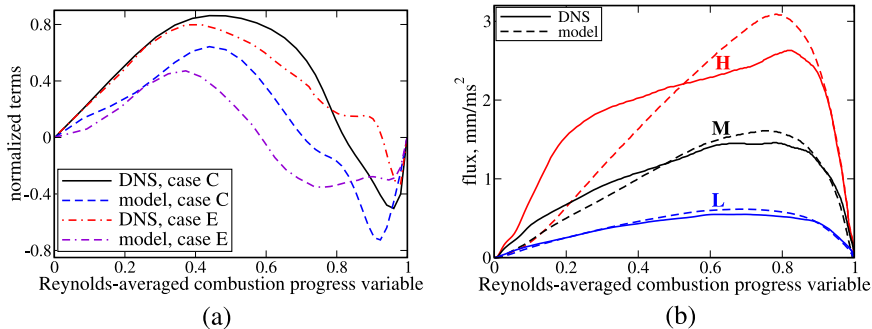 0.8
0.4
0
-0.4
-0.8
normalized terms
DNS, case C
model, case C
DNS, case E
model, case E
0 0.2 0.4 0.6 0.8 1
Reynolds-averaged combustion progress variable
(a)
3
2
1
0
flux, mm/ms²
DNS
model
H
M
L
0 0.2 0.4 0.6 0.8 1
Reynolds-averaged combustion progress variable
(b)